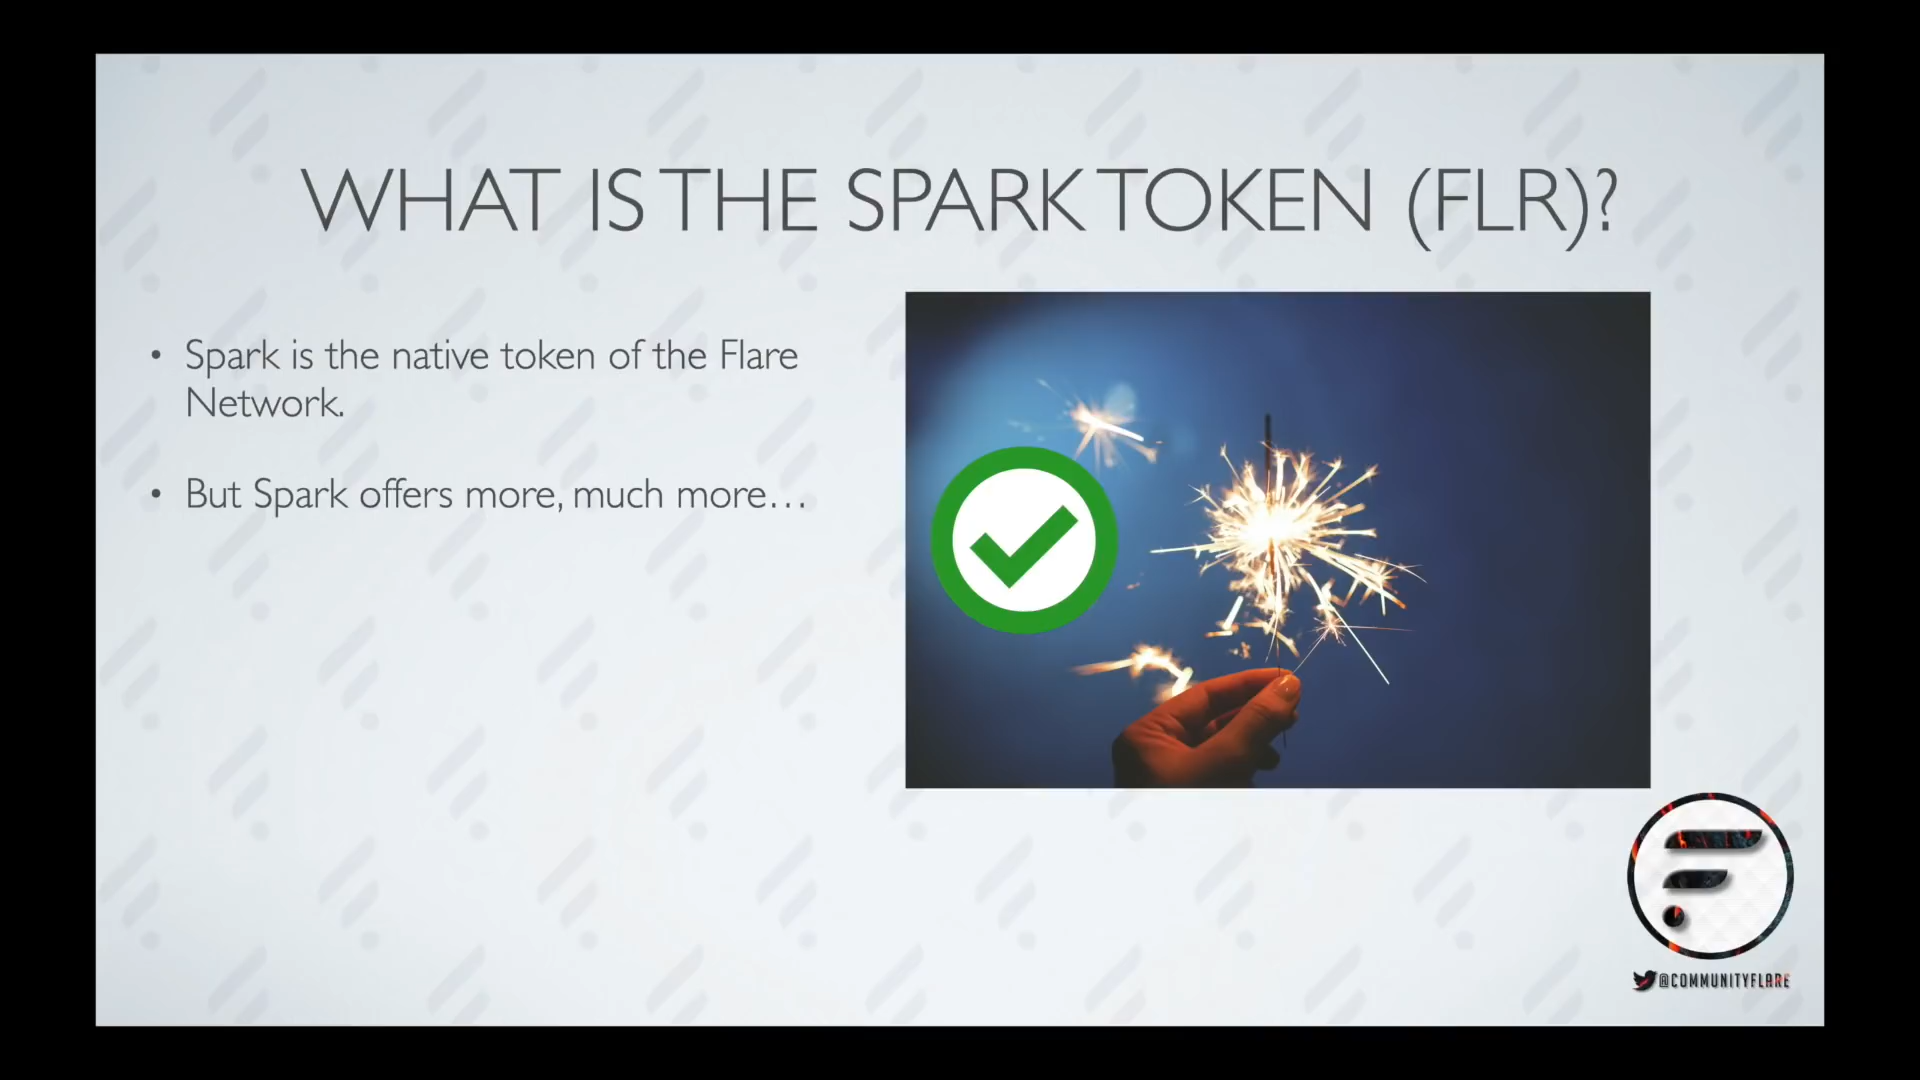 WHAT IS THE SPARK TOKEN (FLR)?
• Spark is the native token of the Flare
Network.
• But Spark offers more, much more…
@COMMUNITYFLARE